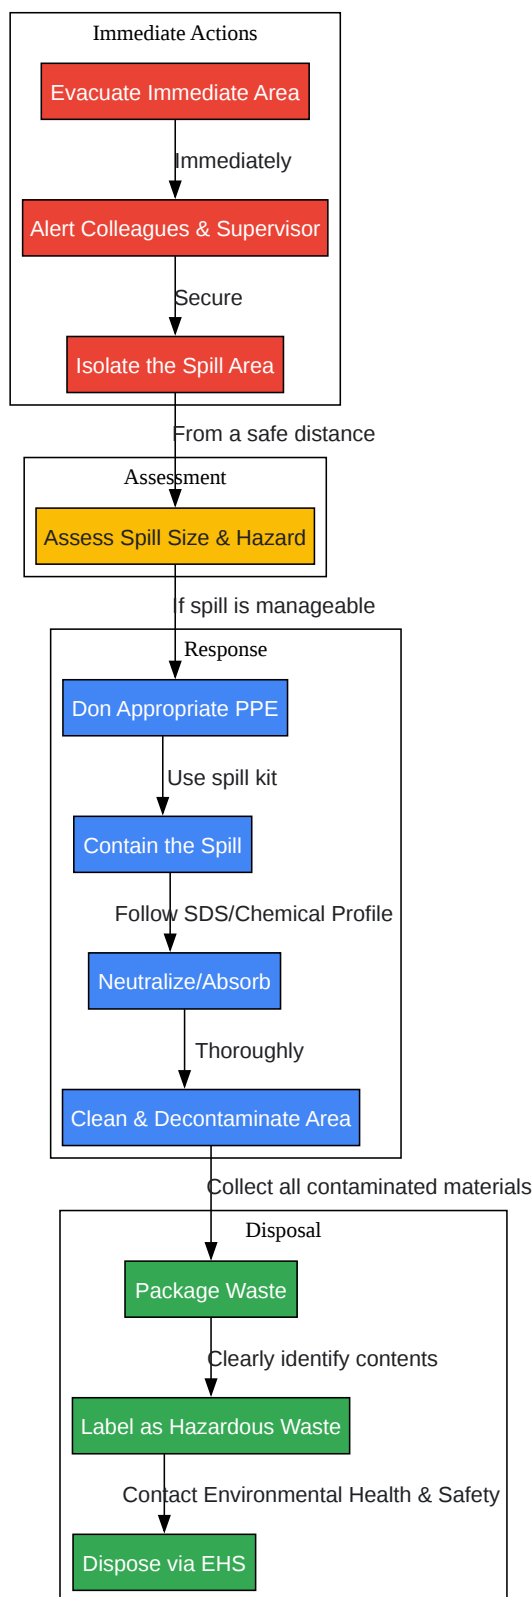 Immediate Actions
Evacuate Immediate Area
Immediately
Alert Colleagues & Supervisor
Secure
Isolate the Spill Area
From a safe distance
Assessment
Assess Spill Size & Hazard
If spill is manageable
Response
Don Appropriate PPE
Use spill kit
Contain the Spill
Follow SDS/Chemical Profile
Neutralize/Absorb
Thoroughly
Clean & Decontaminate Area
Collect all contaminated materials
Disposal
Package Waste
Clearly identify contents
Label as Hazardous Waste
Contact Environmental Health & Safety
Dispose via EHS